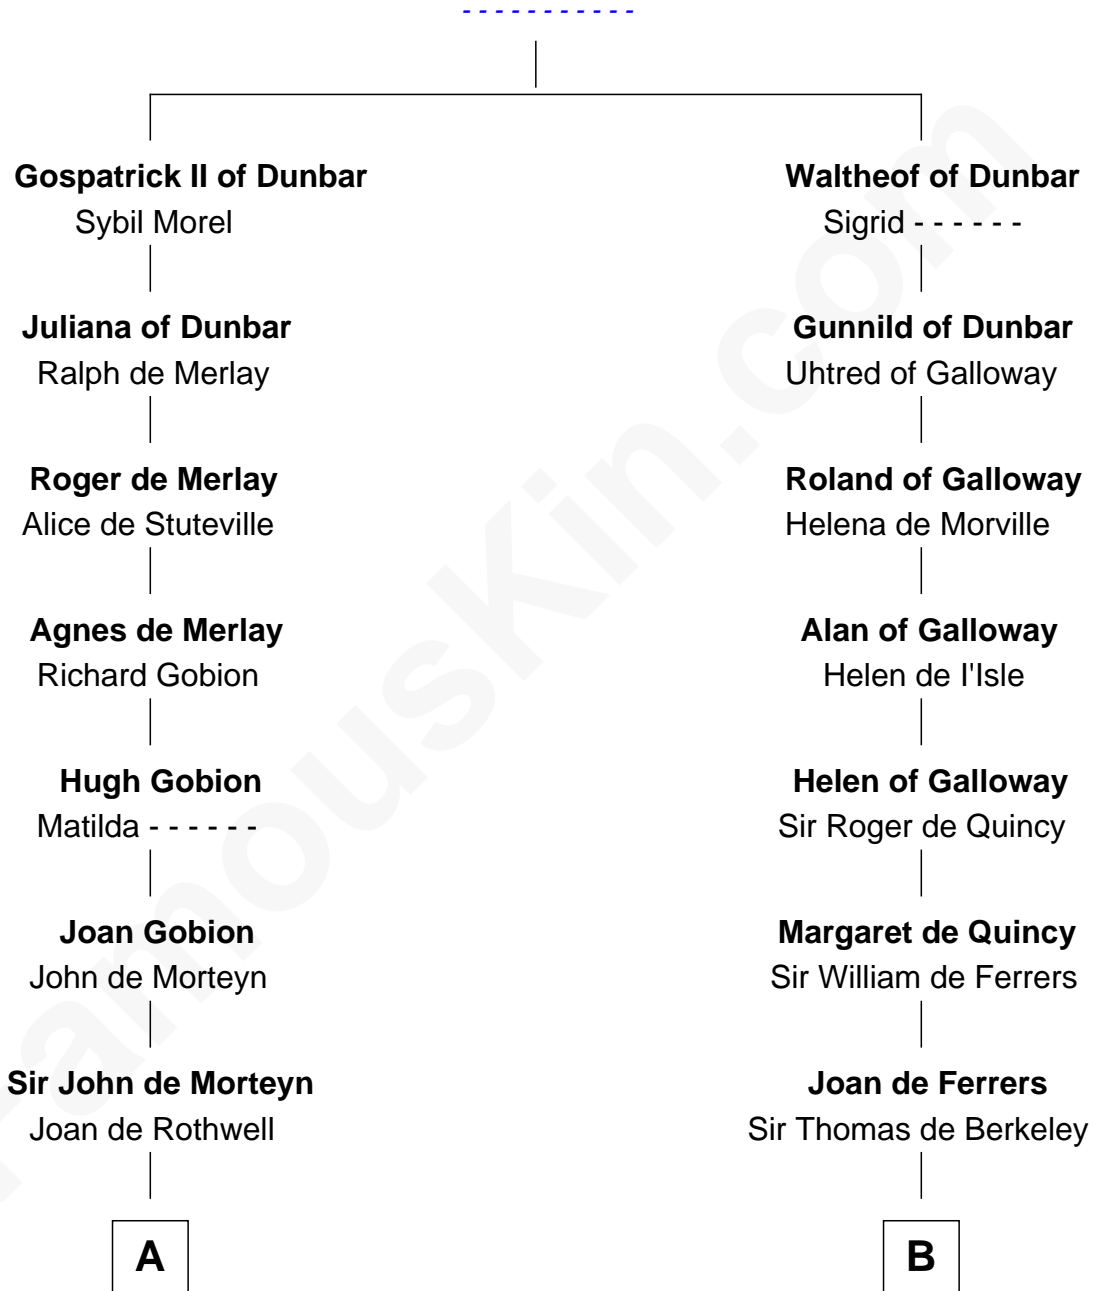 - - - - - - - - - - -
Gospatrick II of Dunbar
Sybil Morel
Waltheof of Dunbar
Sigrid - - - - - -
Juliana of Dunbar
Ralph de Merlay
Gunnild of Dunbar
Uhtred of Galloway
Roger de Merlay
Alice de Stuteville
Roland of Galloway
Helena de Morville
Agnes de Merlay
Richard Gobion
Alan of Galloway
Helen de I'Isle
Hugh Gobion
Matilda - - - - - -
Helen of Galloway
Sir Roger de Quincy
Joan Gobion
John de Morteyn
Margaret de Quincy
Sir William de Ferrers
Sir John de Morteyn
Joan de Rothwell
Joan de Ferrers
Sir Thomas de Berkeley
A
B
FamousKin.com